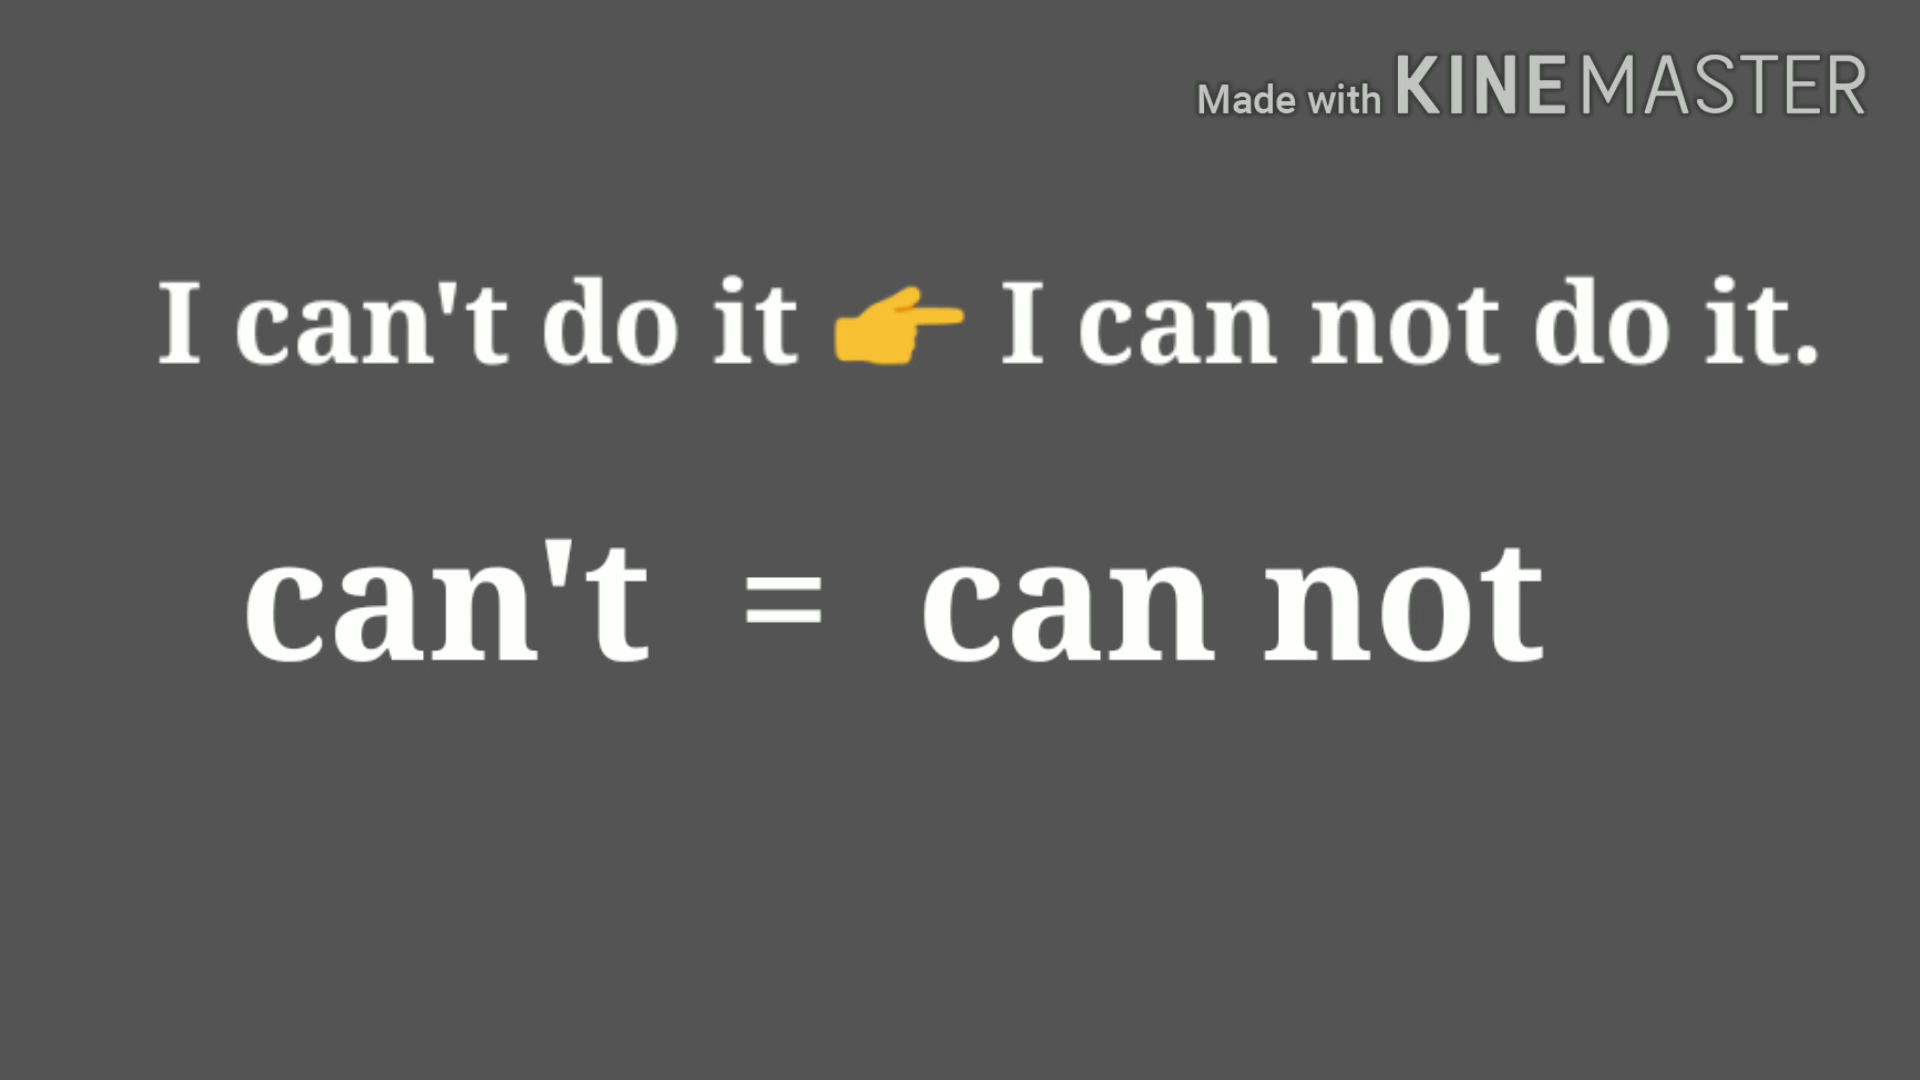 Made with KINEMASTER
I can't do it 👉 I can not do it.
can't = can not